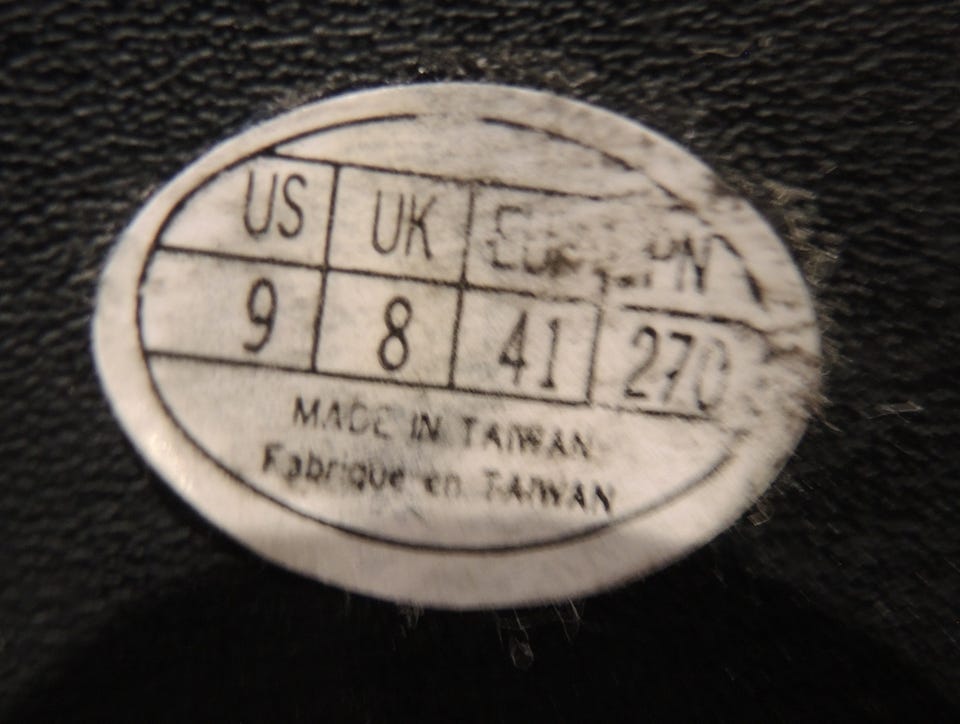 US UK
9 8 41 270
MADE IN TAIWAN
Fabrique en TAIWAN